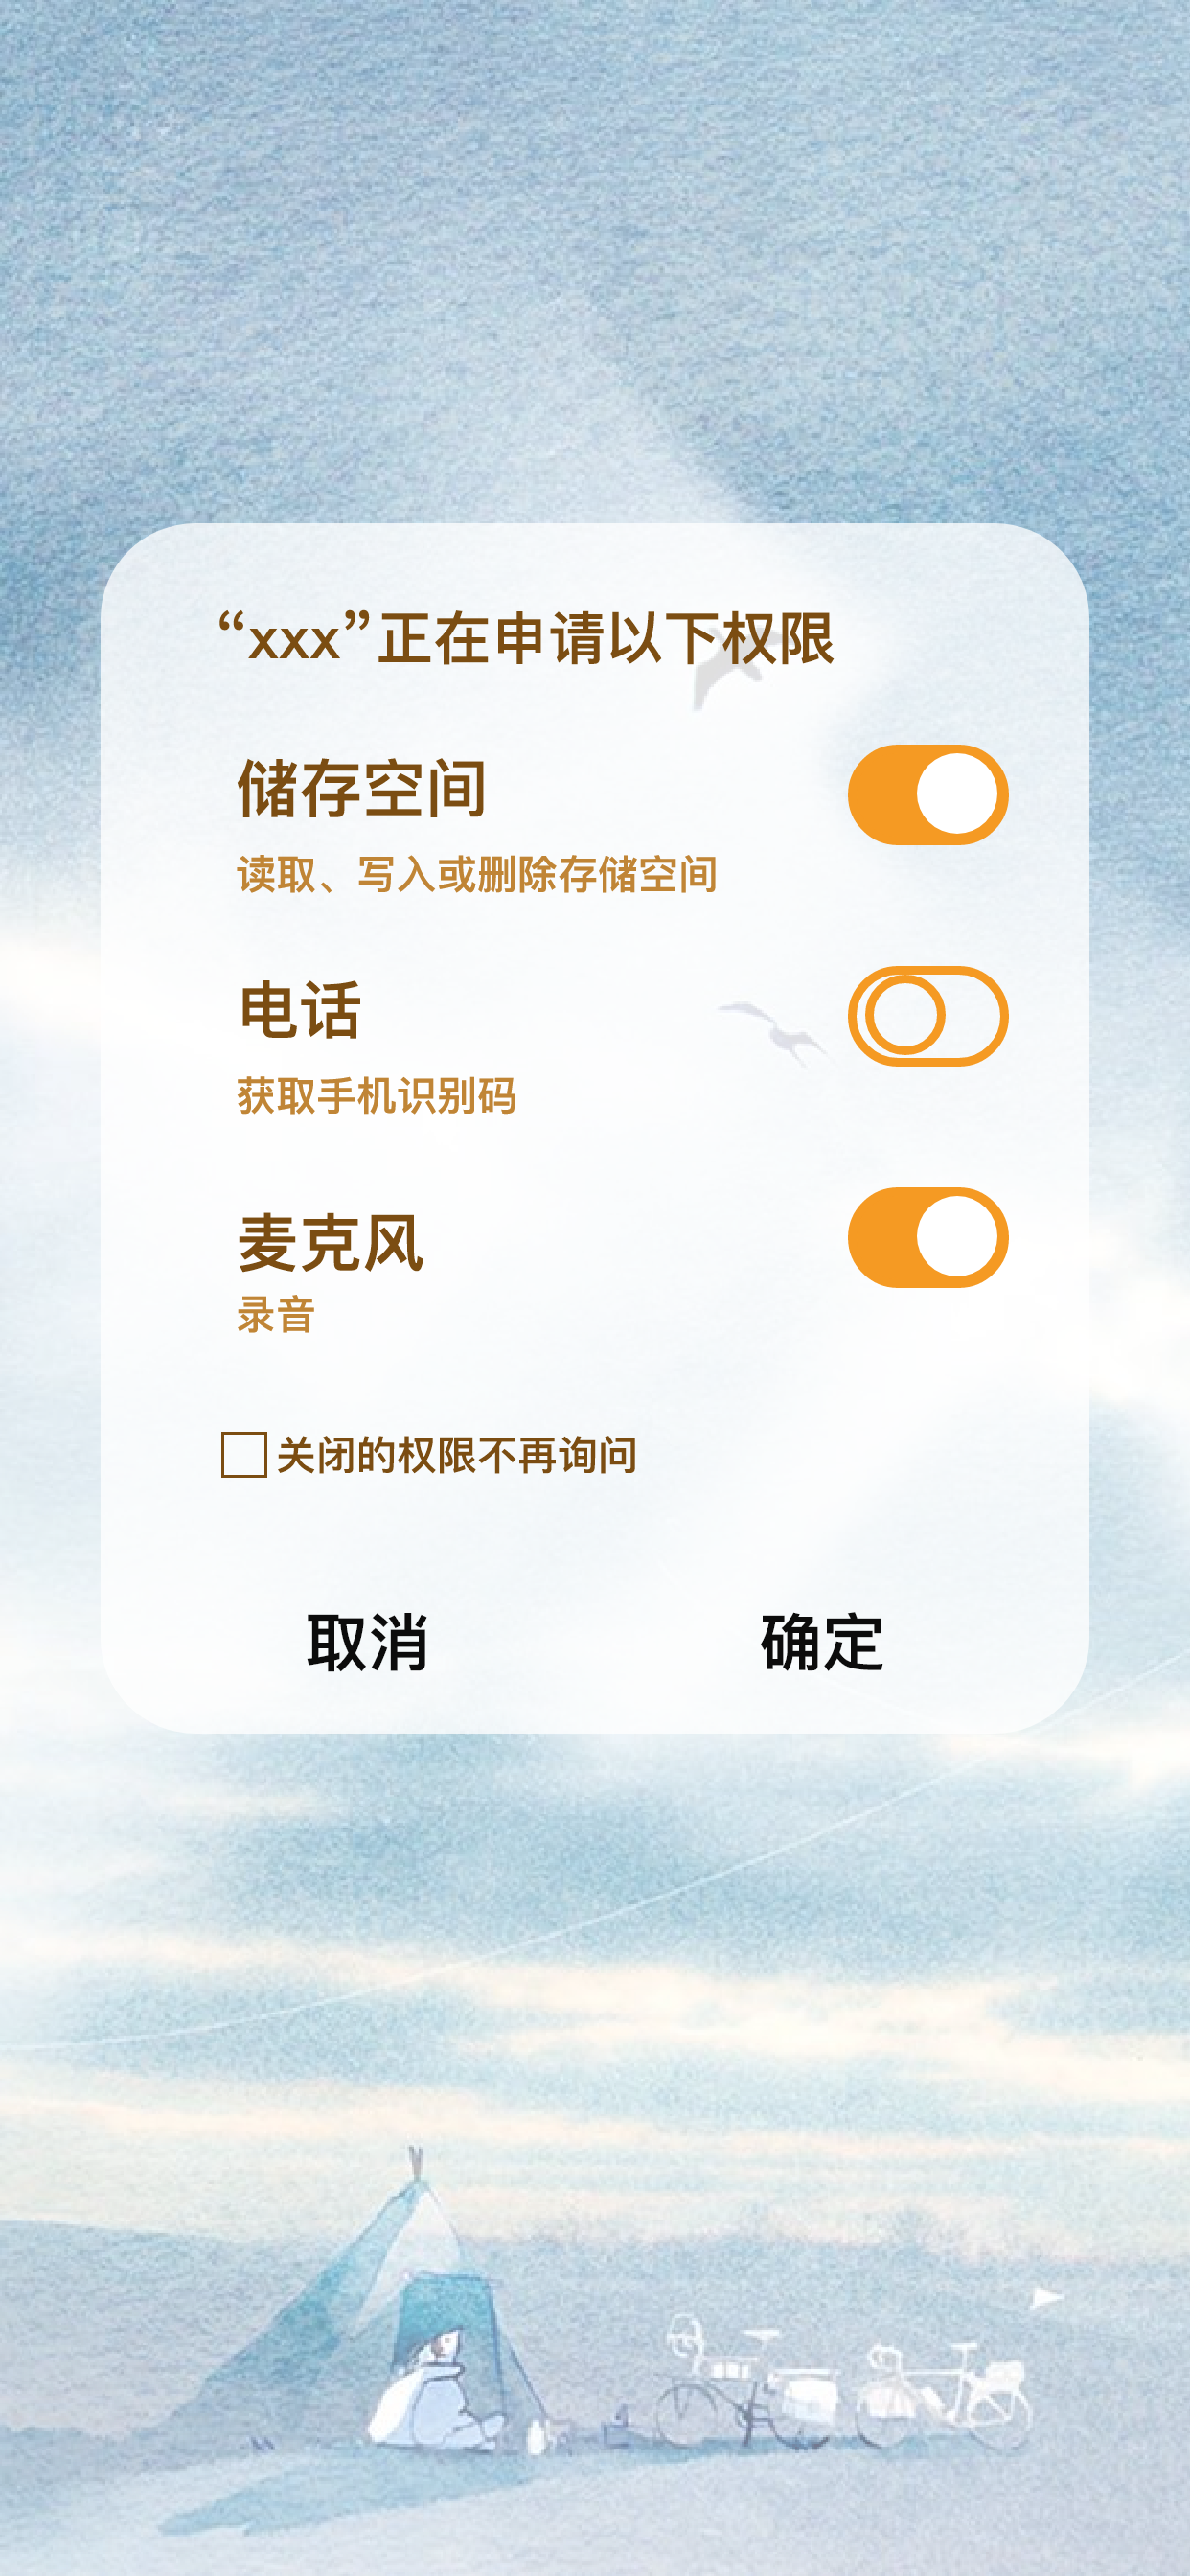 “xxx”正在申请以下权限
储存空间
读取、写入或删除存储空间
电话
获取手机识别码
麦克风
录音
关闭的权限不再询问
取消 确定